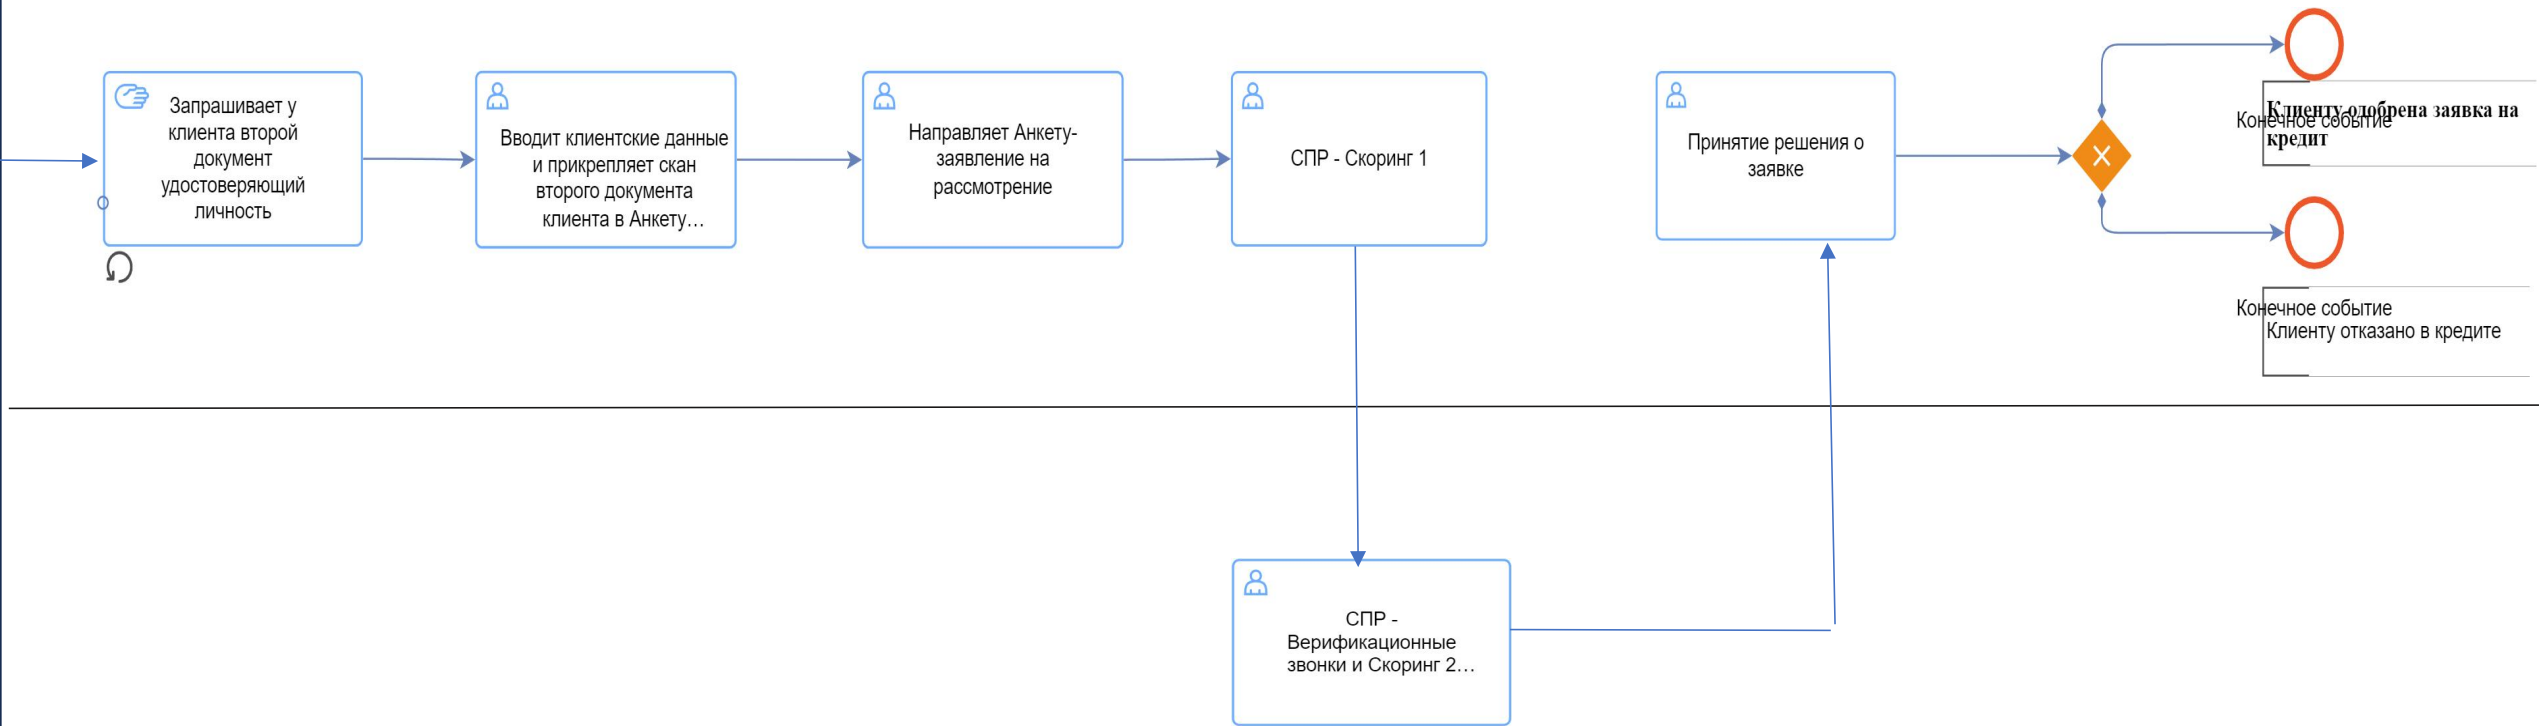 Запрашивает у
клиента второй
документ
удостоверяющий
личность
Вводит клиентские данные
и прикрепляет скан
второго документа
клиента в Анкету…
Направляет Анкету-
заявление на
рассмотрение
СПР - Скоринг 1
Принятие решения о
заявке
Клиенту одобрена заявка на
кредит
Конечное событие
Конечное событие
Клиенту отказано в кредите
СПР -
Верификационные
звонки и Скоринг 2…